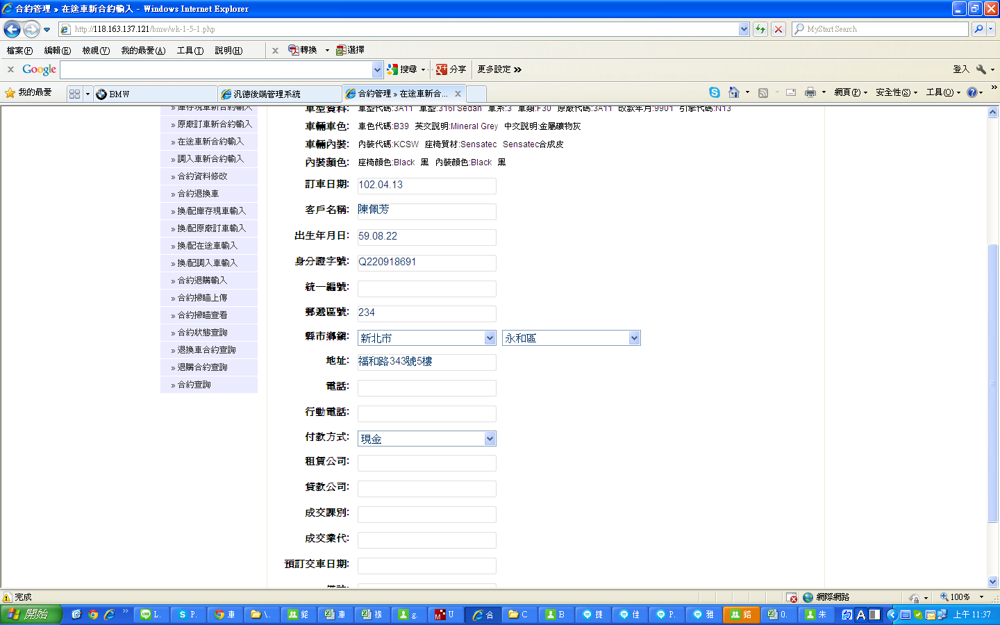 合約管理 » 在途車新合約輸入 - Windows Internet Explorer
http://118.163.137.121/bmw/wk-1-5-1.php
MyStart Search
檔案(F) 編輯(E) 檢視(V) 我的最愛(A) 工具(T) 說明(H)
x 轉換 選擇
x Google 搜尋 分享 更多設定 » 登入
我的最愛 BMW 汎德後端管理系統 合約管理 » 在途車新合... x 網頁(P) 安全性(S) 工具(O) »
庫存現車新合約輸入
» 原廠訂車新合約輸入
» 在途車新合約輸入
» 調入車新合約輸入
» 合約資料修改
» 合約退換車
» 換/配庫存現車輸入
» 換/配原廠訂車輸入
» 換/配在途車輸入
» 換/配調入車輸入
» 合約退購輸入
» 合約掃瞄上傳
» 合約掃瞄查看
» 合約狀態查詢
» 退換車合約查詢
» 退購合約查詢
» 合約查詢
車型資料: 車型代碼:3A11 車型:316i Sedan 車系:3 車類:F30 原廠代碼:3A11 改款年月:9901 引擎代碼:N13
車輛車色: 車色代碼:B39 英文說明:Mineral Grey 中文說明:金屬礦物灰
車輛內裝: 內裝代碼:KCSW 座椅質材:Sensatec Sensatec合成皮
內裝顏色: 座椅顏色:Black 黑 內裝顏色:Black 黑
訂車日期: 102.04.13
客戶名稱: 陳佩芳
出生年月日: 59.08.22
身分證字號: Q220918691
統一編號:
郵遞區號: 234
縣市鄉鎮: 新北市 永和區
地址: 福和路343號5樓
電話:
行動電話:
付款方式: 現金
租賃公司:
貸款公司:
成交課別:
成交業代:
預訂交車日期:
完成 網際網路 100%
開始 » L. P. 車 \.. 鎔 車 g. U 合 C B 捷 佳 P. 雅 鎔 0. 朱 A 上午 11:37